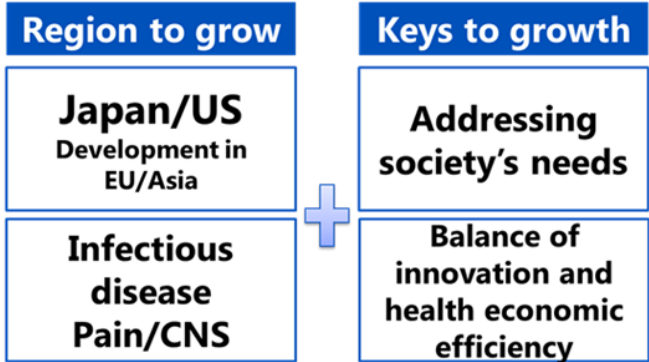 Region to grow
Japan/US
Development in
EU/Asia
Infectious
disease
Pain/CNS
Keys to growth
Addressing
society's needs
Balance of
innovation and
health economic
efficiency